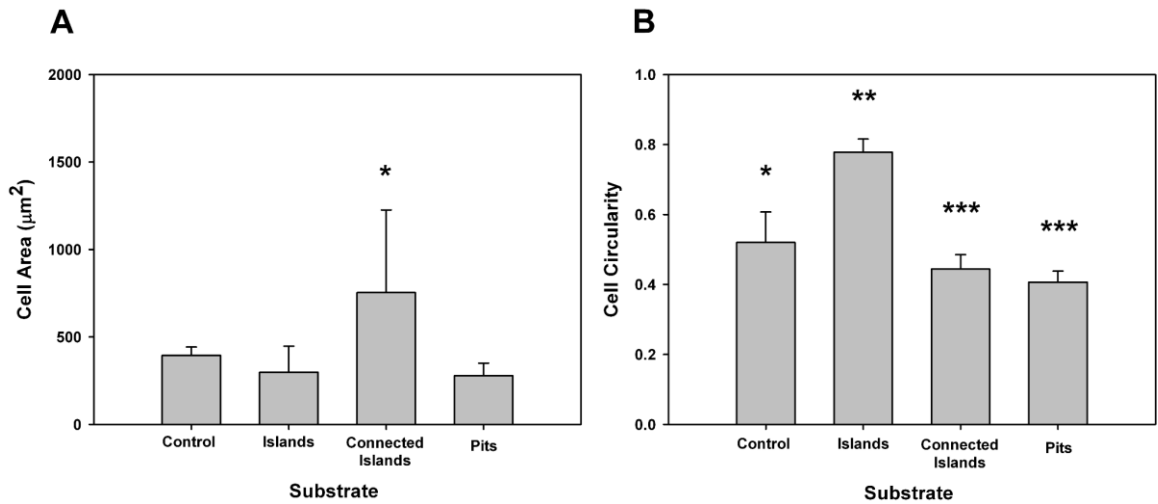 A
2000
1500
1000
500
0
Cell Area (μm²)
*
Control
Islands
Connected
Islands
Pits
Substrate
B
1.0
0.8
0.6
0.4
0.2
0.0
Cell Circularity
*
**
***
***
Control
Islands
Connected
Islands
Pits
Substrate